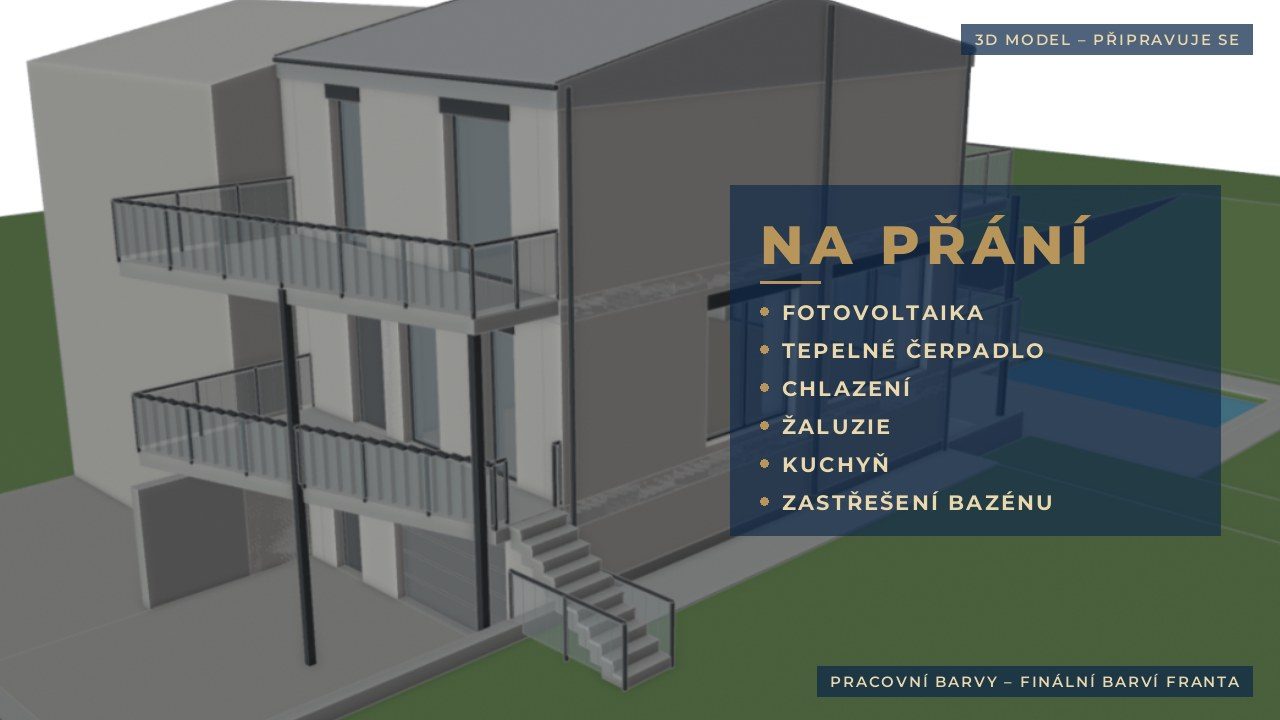 3D MODEL – PŘIPRAVUJE SE
NA PŘÁNÍ
FOTOVOLTAIKA
TEPELNÉ ČERPADLO
CHLAZENÍ
ŽALUZIE
KUCHYŇ
ZASTŘEŠENÍ BAZÉNU
PRACOVNÍ BARVY – FINÁLNÍ BARVÍ FRANTA